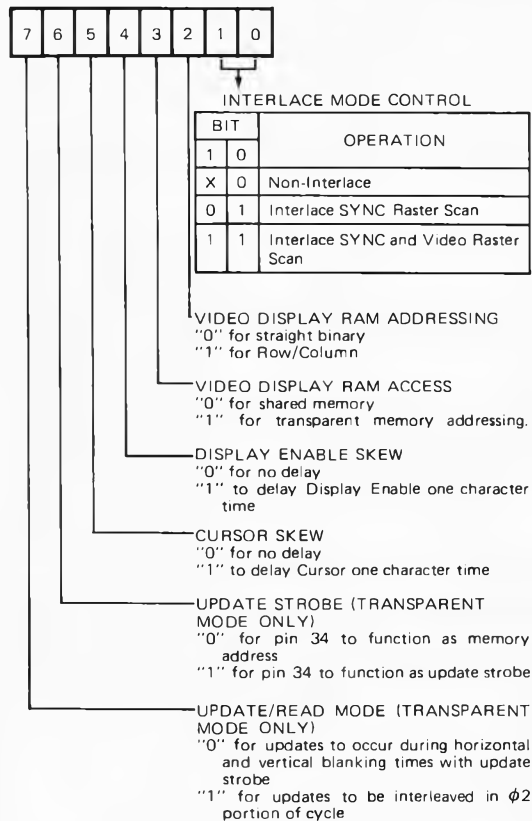 7 6 5 4 3 2 1 0
INTERLACE MODE CONTROL
BIT
OPERATION
1 0
X 0 Non-Interlace
0 1 Interlace SYNC Raster Scan
1 1 Interlace SYNC and Video Raster
Scan
VIDEO DISPLAY RAM ADDRESSING
"0" for straight binary
"1" for Row/Column
VIDEO DISPLAY RAM ACCESS
"0" for shared memory
"1" for transparent memory addressing.
DISPLAY ENABLE SKEW
"0" for no delay
"1" to delay Display Enable one character
time
CURSOR SKEW
"0" for no delay
"1" to delay Cursor one character time
UPDATE STROBE (TRANSPARENT
MODE ONLY)
"0" for pin 34 to function as memory
address
"1" for pin 34 to function as update strobe
UPDATE/READ MODE (TRANSPARENT
MODE ONLY)
"0" for updates to occur during horizontal
and vertical blanking times with update
strobe
"1" for updates to be interleaved in ϕ2
portion of cycle